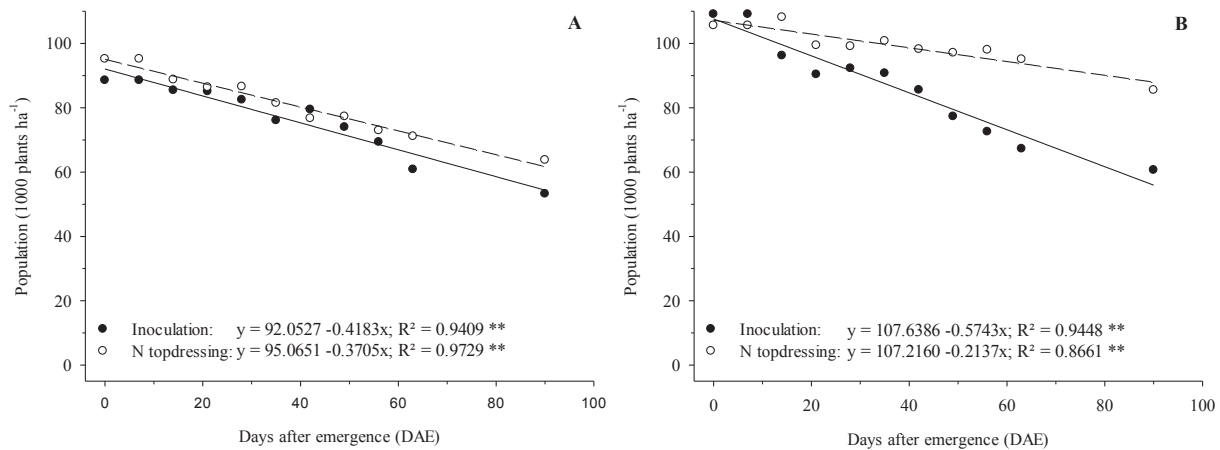 A
Population (1000 plants ha⁻¹)
100
80
60
40
20
0
Inoculation: y = 92.0527 -0.4183x; R² = 0.9409 **
N topdressing: y = 95.0651 -0.3705x; R² = 0.9729 **
0 20 40 60 80 100
Days after emergence (DAE)
B
Population (1000 plants ha⁻¹)
100
80
60
40
20
0
Inoculation: y = 107.6386 -0.5743x; R² = 0.9448 **
N topdressing: y = 107.2160 -0.2137x; R² = 0.8661 **
0 20 40 60 80 100
Days after emergence (DAE)